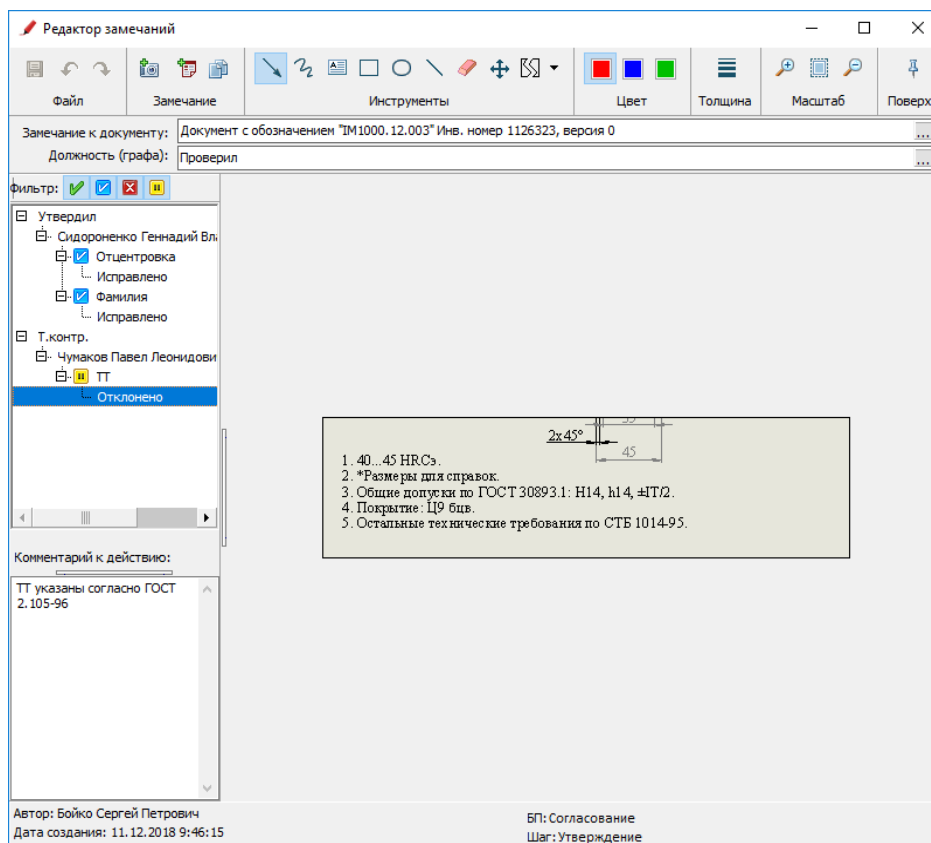 Редактор замечаний
Файл
Замечание
Инструменты
Цвет
Толщина
Масштаб
Поверх
Замечание к документу: Документ с обозначением "IM1000.12.003" Инв. номер 1126323, версия 0
Должность (графа): Проверил
Фильтр:
Утвердил
Сидороненко Геннадий Вла
Отцентровка
Исправлено
Фамилия
Исправлено
Т.контр.
Чумаков Павел Леонидови
ТТ
Отклонено
2x45°
45
1. 40...45 HRCэ.
2. *Размеры для справок.
3. Общие допуски по ГОСТ 30893.1: H14, h14, ±IT/2.
4. Покрытие: Ц9 бцв.
5. Остальные технические требования по СТБ 1014-95.
Комментарий к действию:
ТТ указаны согласно ГОСТ
2.105-96
Автор: Бойко Сергей Петрович
Дата создания: 11.12.2018 9:46:15
БП: Согласование
Шаг: Утверждение